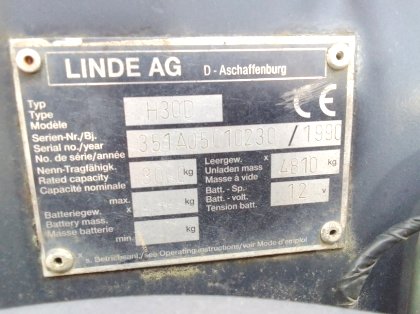 LINDE AG D - Aschaffenburg
Typ
Type H30D
Modèle
Serien-Nr./Bj.
Serial no./year / 1990
No. de série/année
CE
Nenn-Tragfähigk.
Rated capacity kg
Capacité nominale
Leergew. x
Unladen mass 4810 kg
Masse à vide
max. kg
Batteriegew. x
Battery mass.
Masse batterie
min. kg
Batt. - Sp.
Batt. - volt. 12 v
Tension batt.
x s. Betriebsanl./see Operating instructions/voir Mode d'emploi